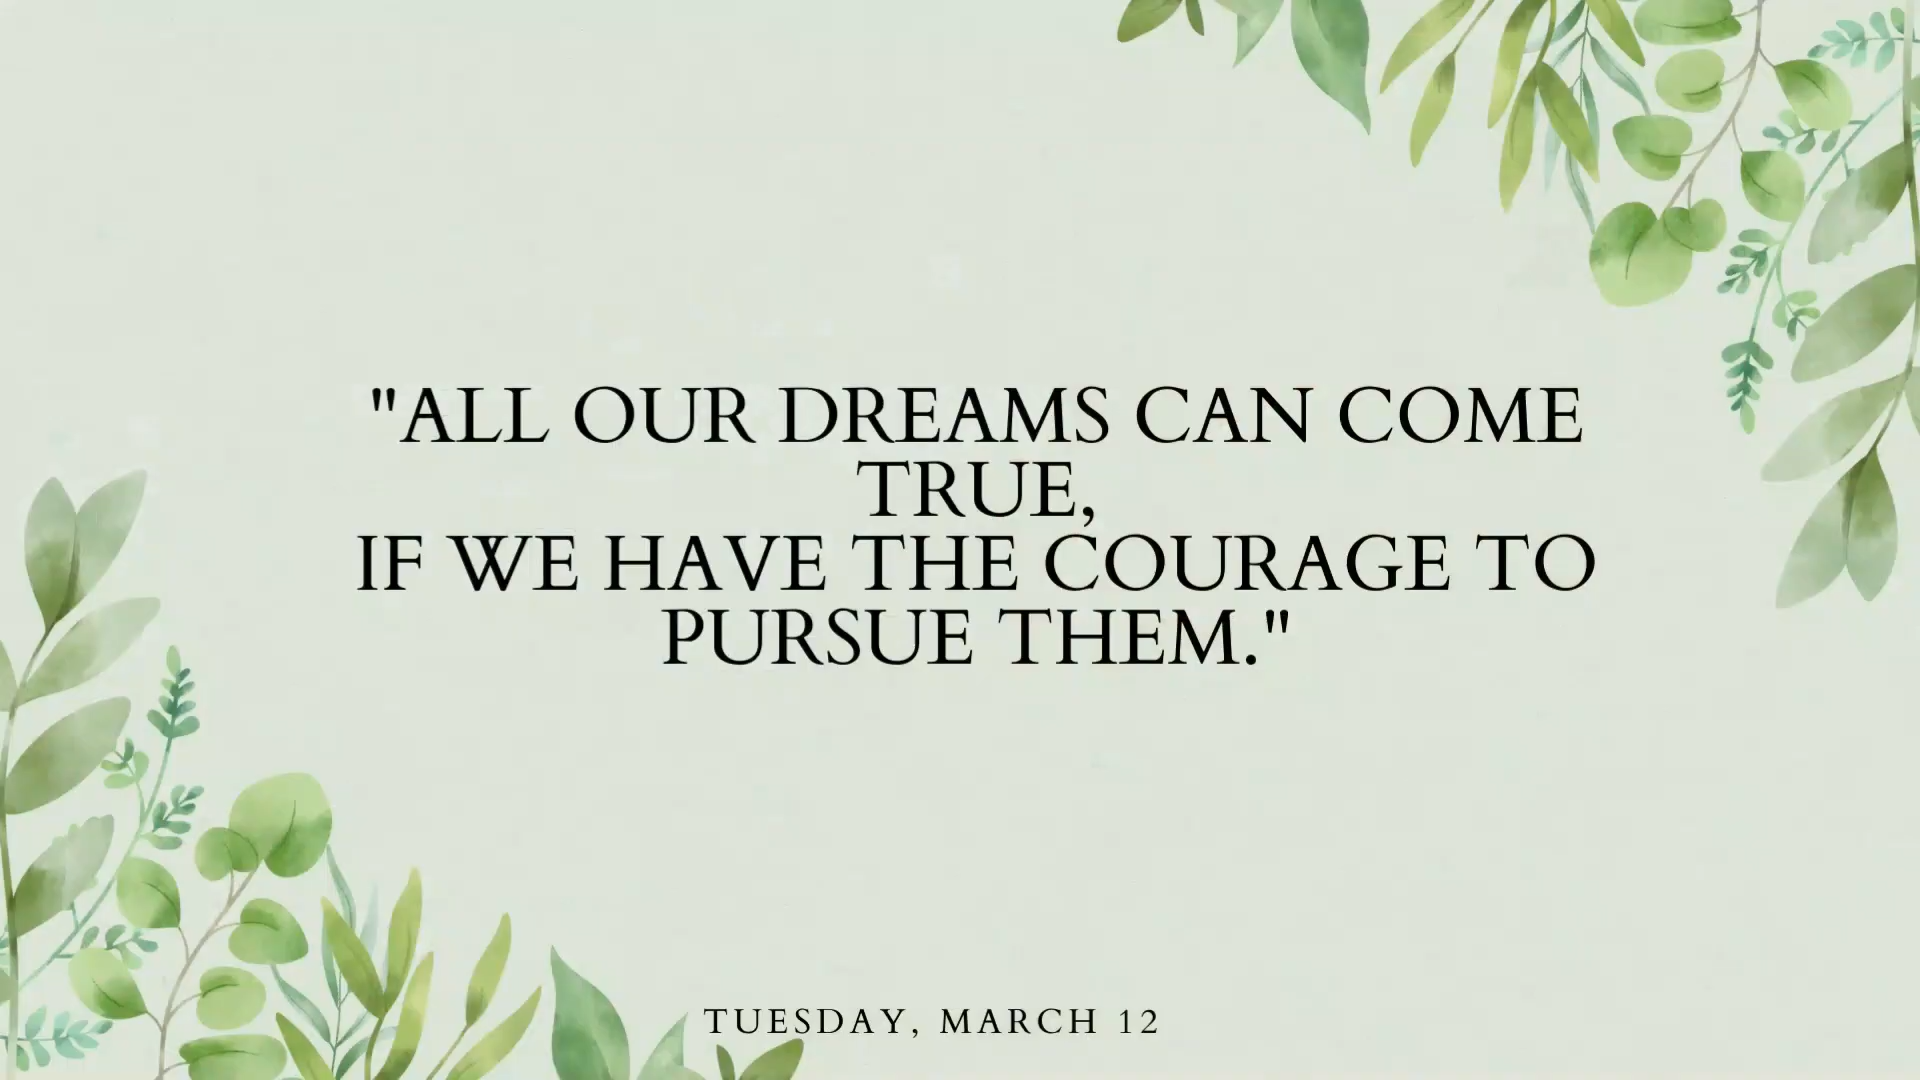 "ALL OUR DREAMS CAN COME
TRUE,
IF WE HAVE THE COURAGE TO
PURSUE THEM."
TUESDAY, MARCH 12